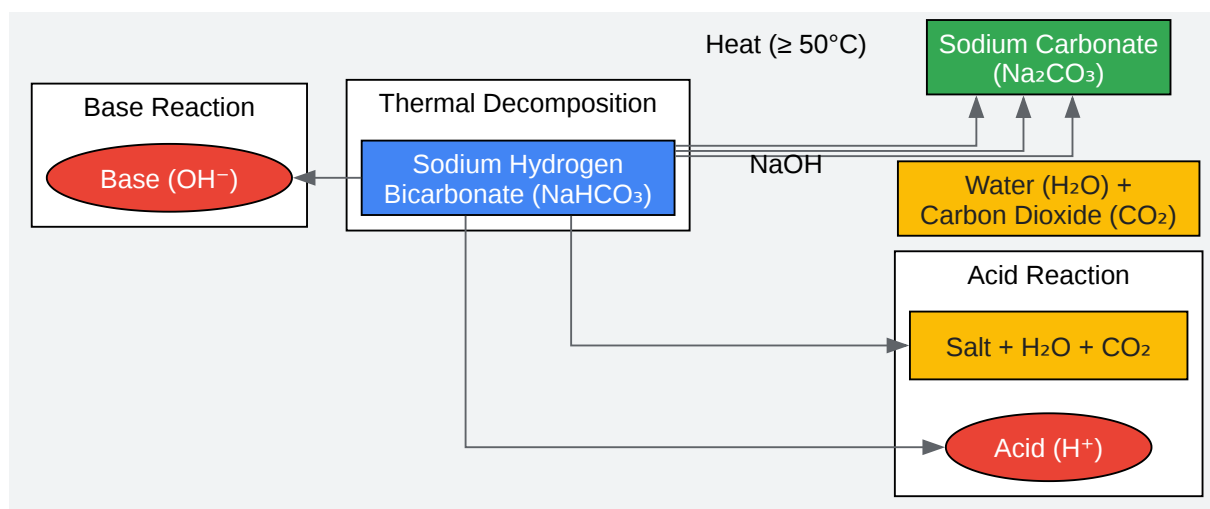 Heat (≥ 50°C)
Sodium Carbonate
(Na₂CO₃)
Base Reaction
Thermal Decomposition
Base (OH⁻)
Sodium Hydrogen
Bicarbonate (NaHCO₃)
NaOH
Water (H₂O) +
Carbon Dioxide (CO₂)
Acid Reaction
Salt + H₂O + CO₂
Acid (H⁺)